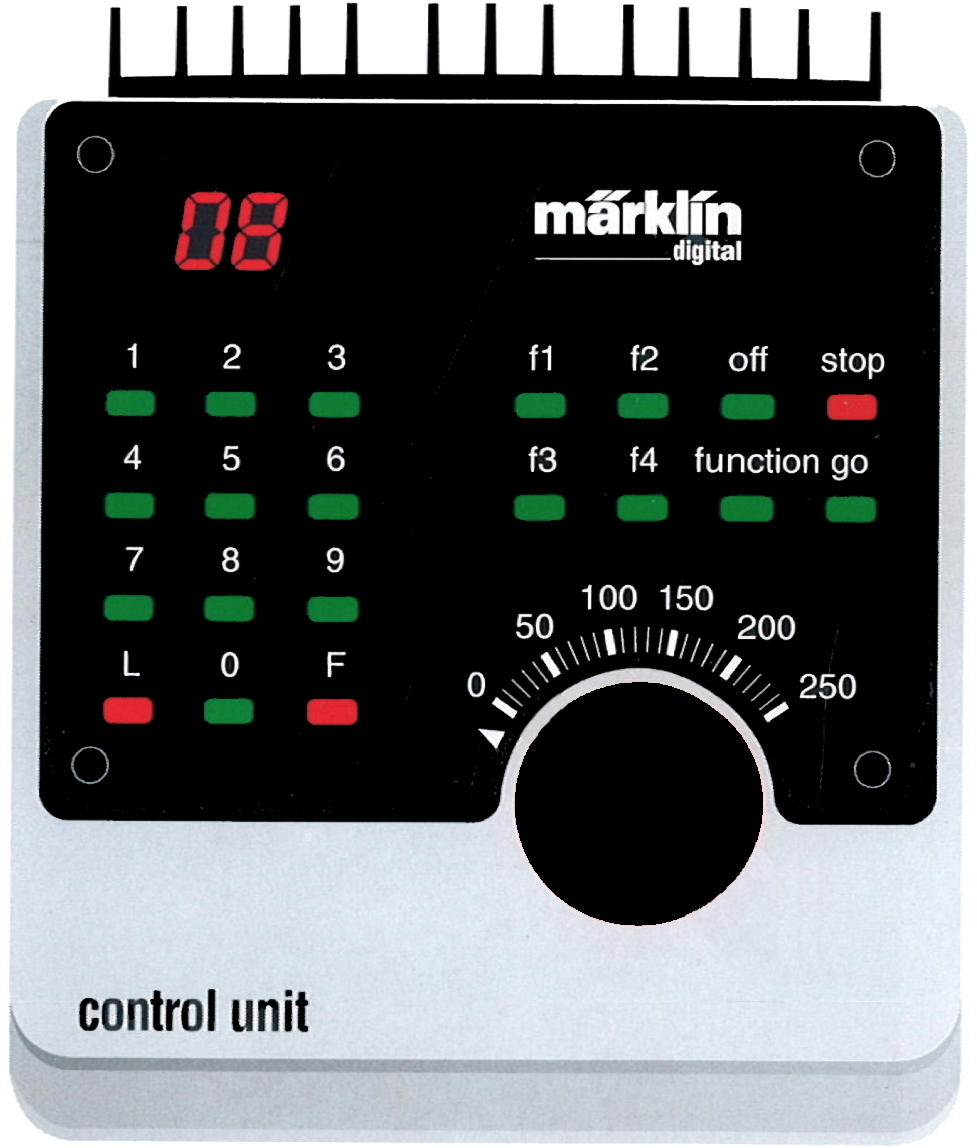 märklin
digital
1 2 3 f1 f2 off stop
4 5 6 f3 f4 function go
7 8 9
L 0 F
0 50 100 150 200 250
control unit